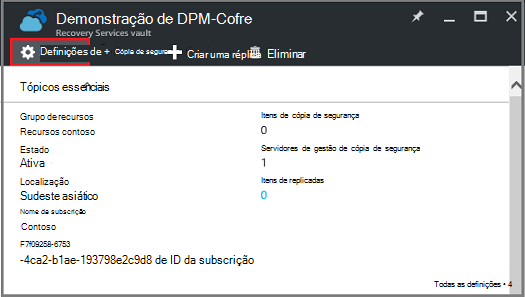 Demonstração de DPM-Cofre
Recovery Services vault
Definições de + Cópia de segura Criar uma répli Eliminar
Tópicos essenciais
Grupo de recursos
Recursos contoso
Itens de cópia de segurança
0
Estado
Ativa
Servidores de gestão de cópia de segurança
1
Localização
Sudeste asiático
Itens de replicadas
0
Nome da subscrição
Contoso
F7f09258-6753
-4ca2-b1ae-193798e2c9d8 de ID da subscrição
Todas as definições • 4